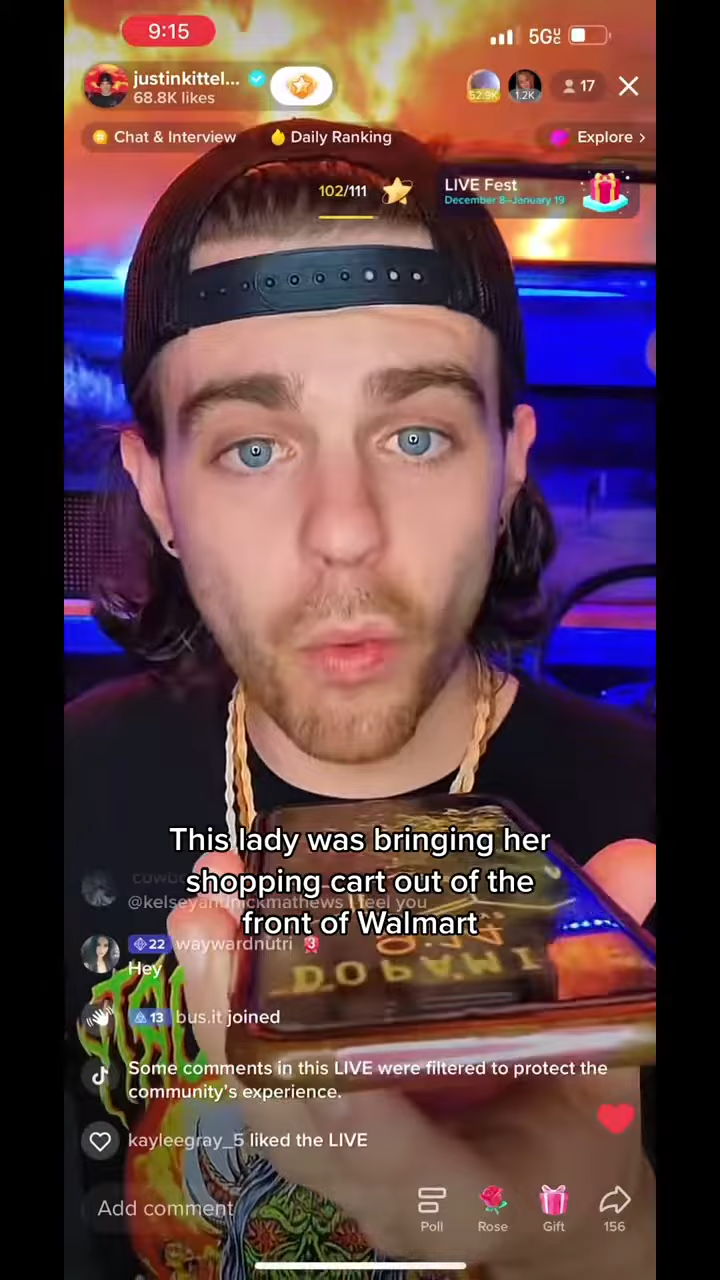 9:15
5G
justinkittel...
68.8K likes
52.9K
1.2K
17
Chat & Interview
Daily Ranking
Explore >
102/111
LIVE Fest
December 8-January 19
This lady was bringing her
shopping cart out of the
front of Walmart
@kelseyandnickmathews I feel you
22 waywardnutri 3
Hey
13 bus.it joined
Some comments in this LIVE were filtered to protect the
community's experience.
kayleegray_5 liked the LIVE
Add comment
Poll
Rose
Gift
156